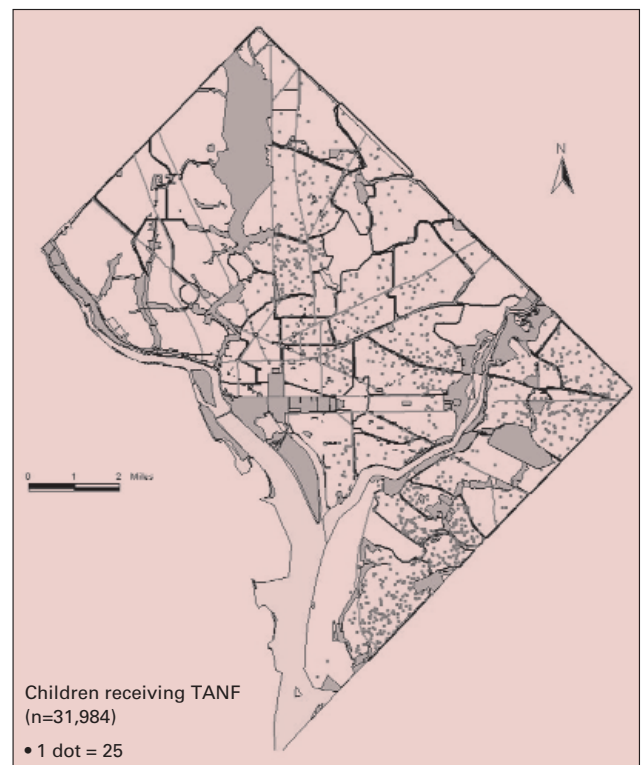 N
0 1 2 Miles
Children receiving TANF
(n=31,984)
• 1 dot = 25